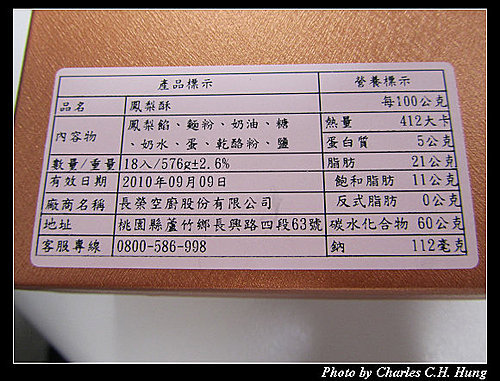 產品標示
品名 鳳梨酥
內容物 鳳梨餡、麵粉、奶油、糖
、奶水、蛋、乾酪粉、鹽
數量/重量 18入/576g±2.6%
有效日期 2010年09月09日
廠商名稱 長榮空廚股份有限公司
地址 桃園縣蘆竹鄉長興路四段63號
客服專線 0800-586-998
營養標示
每100公克
熱量 412大卡
蛋白質 5公克
脂肪 21公克
飽和脂肪 11公克
反式脂肪 0公克
碳水化合物 60公克
鈉 112毫克
Photo by Charles C.H. Hung